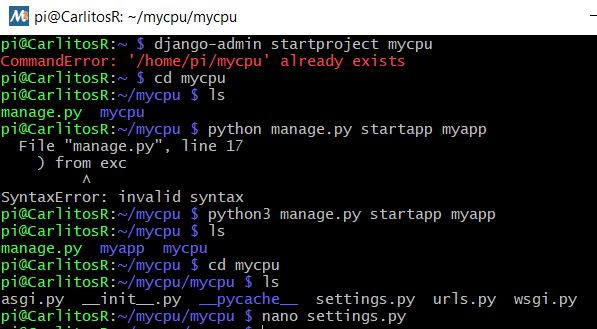 pi@CarlitosR: ~/mycpu/mycpu
pi@CarlitosR:~ $ django-admin startproject mycpu
CommandError: '/home/pi/mycpu' already exists
pi@CarlitosR:~ $ cd mycpu
pi@CarlitosR:~/mycpu $ ls
manage.py  mycpu
pi@CarlitosR:~/mycpu $ python manage.py startapp myapp
  File "manage.py", line 17
    ) from exc
         ^
SyntaxError: invalid syntax
pi@CarlitosR:~/mycpu $ python3 manage.py startapp myapp
pi@CarlitosR:~/mycpu $ ls
manage.py  myapp  mycpu
pi@CarlitosR:~/mycpu $ cd mycpu
pi@CarlitosR:~/mycpu/mycpu $ ls
asgi.py  __init__.py  __pycache__  settings.py  urls.py  wsgi.py
pi@CarlitosR:~/mycpu/mycpu $ nano settings.py